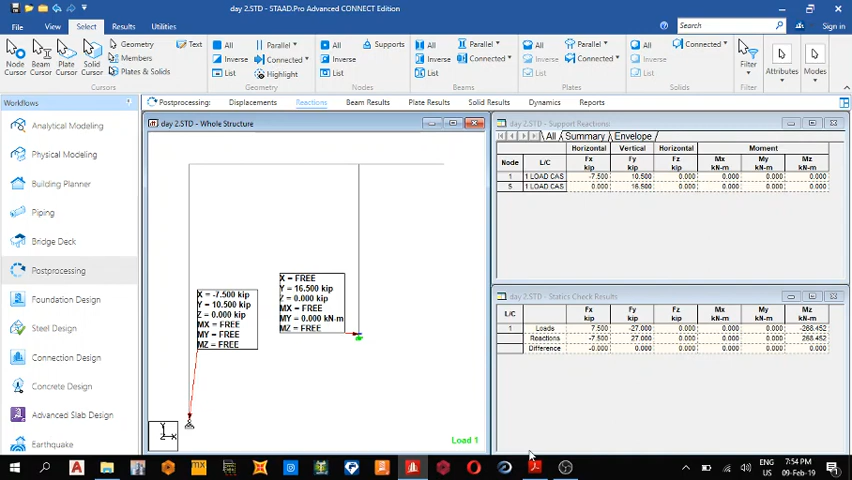 day 2.STD - STAAD.Pro Advanced CONNECT Edition
File View Select Results Utilities Search Sign in
Node Cursor
Beam Cursor
Plate Cursor
Solid Cursor
Geometry
Members
Plates & Solids
Text
Cursors
All Parallel
Inverse Connected
List Highlight
Geometry
All Supports
Inverse
List
Nodes
All Parallel
Inverse Connected
List
Beams
All Parallel
Inverse Connected
List
Plates
All Connected
Inverse
List
Solids
Filter
Filter
Attributes
Modes
Workflows
Postprocessing: Displacements Reactions Beam Results Plate Results Solid Results Dynamics Reports
Analytical Modeling
Physical Modeling
Building Planner
Piping
Bridge Deck
Postprocessing
Foundation Design
Steel Design
Connection Design
Concrete Design
Advanced Slab Design
Earthquake
day 2.STD - Whole Structure
X = -7.500 kip
Y = 10.500 kip
Z = 0.000 kip
MX = FREE
MY = FREE
MZ = FREE
X = FREE
Y = 16.500 kip
Z = 0.000 kip
MX = FREE
MY = 0.000 kN-m
MZ = FREE
Y
X
Load 1
day 2.STD - Support Reactions
All Summary Envelope
Horizontal Vertical Horizontal Moment
Node L/C Fx kip Fy kip Fz kip Mx kN-m My kN-m Mz kN-m
1 1 LOAD CAS -7.500 10.500 0.000 0.000 0.000 0.000
5 1 LOAD CAS 0.000 16.500 0.000 0.000 0.000 0.000
day 2.STD - Statics Check Results
L/C Fx kip Fy kip Fz kip Mx kN-m My kN-m Mz kN-m
1 Loads 7.500 -27.000 0.000 0.000 0.000 -268.452
Reactions -7.500 27.000 0.000 0.000 0.000 268.452
Difference -0.000 0.000 0.000 0.000 0.000 0.000
ENG
US
7:54 PM
09-Feb-19